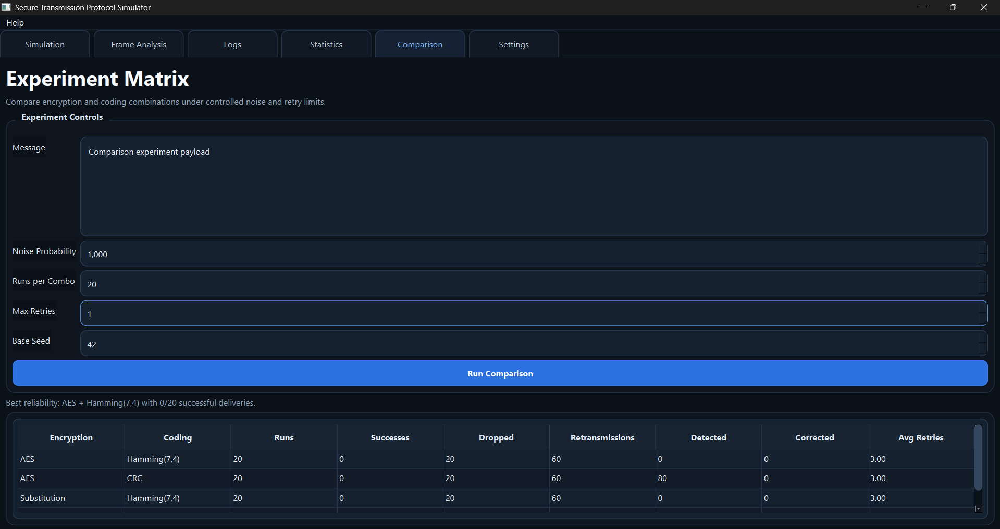 Secure Transmission Protocol Simulator
Help
Simulation Frame Analysis Logs Statistics Comparison Settings
Experiment Matrix
Compare encryption and coding combinations under controlled noise and retry limits.
Experiment Controls
Message Comparison experiment payload
Noise Probability 1,000
Runs per Combo 20
Max Retries 1
Base Seed 42
Run Comparison
Best reliability: AES + Hamming(7,4) with 0/20 successful deliveries.
Encryption Coding Runs Successes Dropped Retransmissions Detected Corrected Avg Retries
AES Hamming(7,4) 20 0 20 60 0 0 3.00
AES CRC 20 0 20 60 80 0 3.00
Substitution Hamming(7,4) 20 0 20 60 0 0 3.00